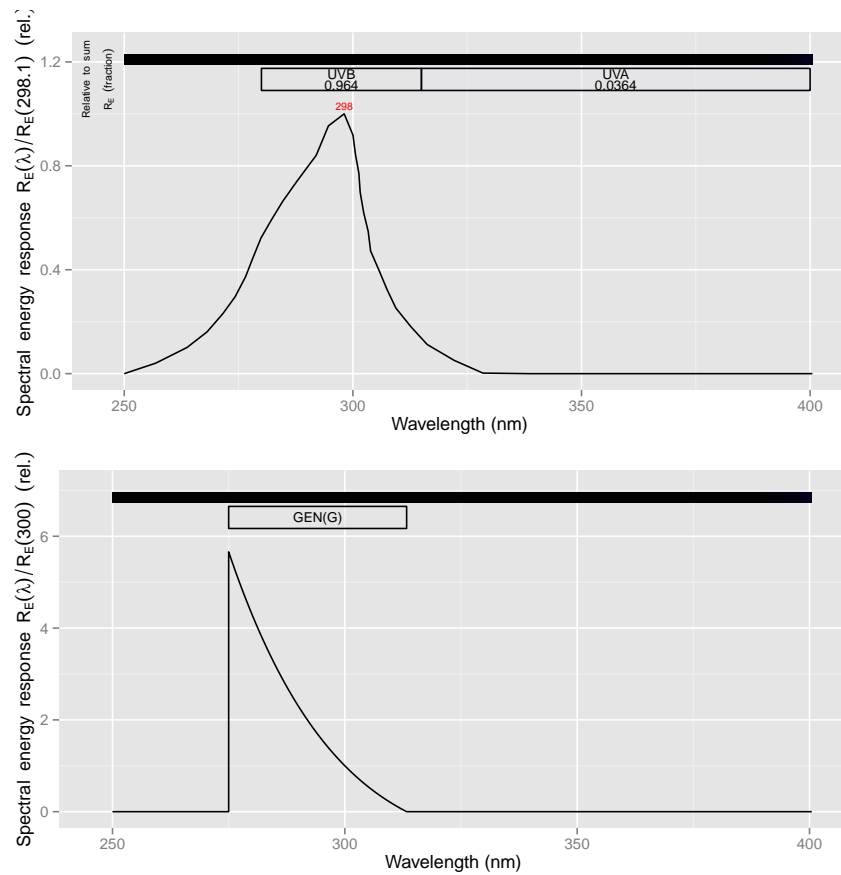 Spectral energy response R_E(λ)/R_E(298.1) (rel.)
Relative to sum
R_E (fraction)
UVB
0.964
UVA
0.0364
298
1.2
0.8
0.4
0.0
250
300
350
400
Wavelength (nm)
Spectral energy response R_E(λ)/R_E(300) (rel.)
GEN(G)
6
4
2
0
250
300
350
400
Wavelength (nm)